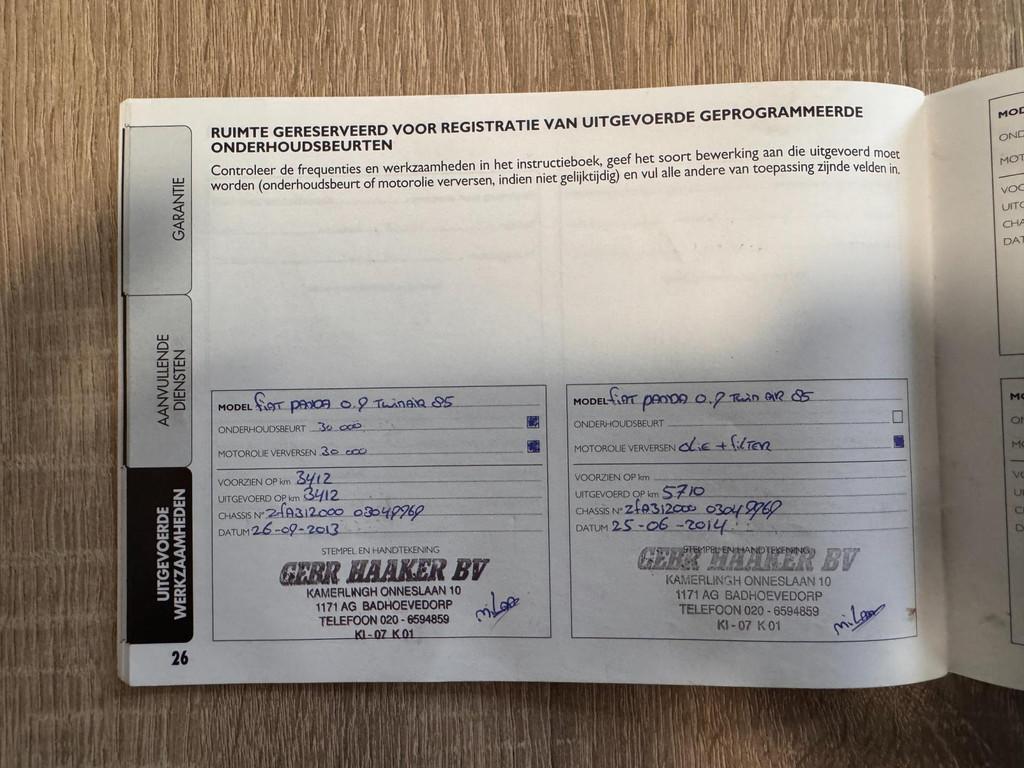 RUIMTE GERESERVEERD VOOR REGISTRATIE VAN UITGEVOERDE GEPROGRAMMEERDE
ONDERHOUDSBEURTEN
Controleer de frequenties en werkzaamheden in het instructieboek, geef het soort bewerking aan die uitgevoerd moet
worden (onderhoudsbeurt of motorolie verversen, indien niet gelijktijdig) en vul alle andere van toepassing zijnde velden in.
GARANTIE
AANVULLENDE
DIENSTEN
UITGEVOERDE
WERKZAAMHEDEN
26
MODEL FIAT PANDA 0.9 TWINAIR 85
ONDERHOUDSBEURT 30 000
MOTOROLIE VERVERSEN 30 000
VOORZIEN OP km 3412
UITGEVOERD OP km 3412
CHASSIS N° ZFA312000 03049969
DATUM 26-09-2013
STEMPEL EN HANDTEKENING
GEBR HAAKER BV
KAMERLINGH ONNESLAAN 10
1171 AG BADHOEVEDORP
TELEFOON 020 - 6594859
KI - 07 K 01
MODEL FIAT PANDA 0.9 TWIN AIR 85
ONDERHOUDSBEURT
MOTOROLIE VERVERSEN OLIE + FILTER
VOORZIEN OP km
UITGEVOERD OP km 5710
CHASSIS N° ZFA312000 03049969
DATUM 25-06-2014
STEMPEL EN HANDTEKENING
GEBR HAAKER BV
KAMERLINGH ONNESLAAN 10
1171 AG BADHOEVEDORP
TELEFOON 020 - 6594859
KI - 07 K 01